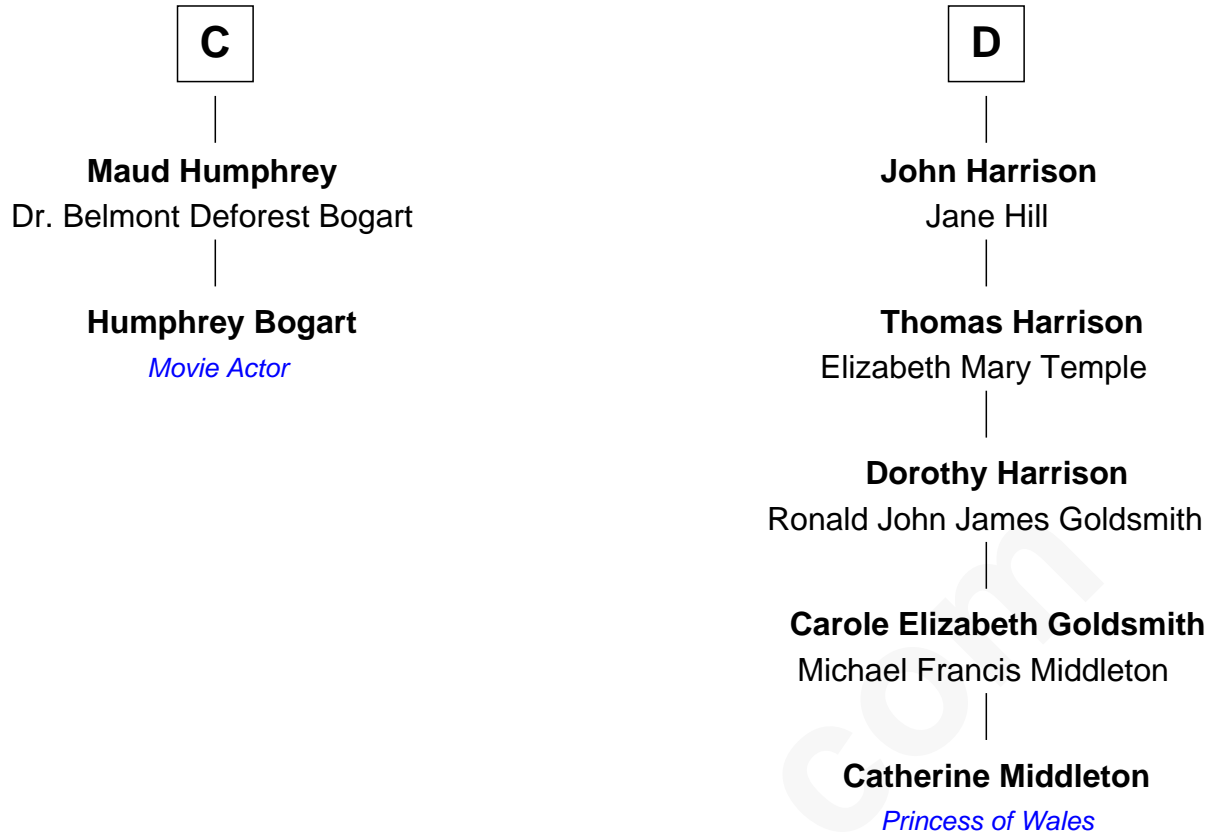 C
Maud Humphrey
Dr. Belmont Deforest Bogart
Humphrey Bogart
Movie Actor
D
John Harrison
Jane Hill
Thomas Harrison
Elizabeth Mary Temple
Dorothy Harrison
Ronald John James Goldsmith
Carole Elizabeth Goldsmith
Michael Francis Middleton
Catherine Middleton
Princess of Wales
com